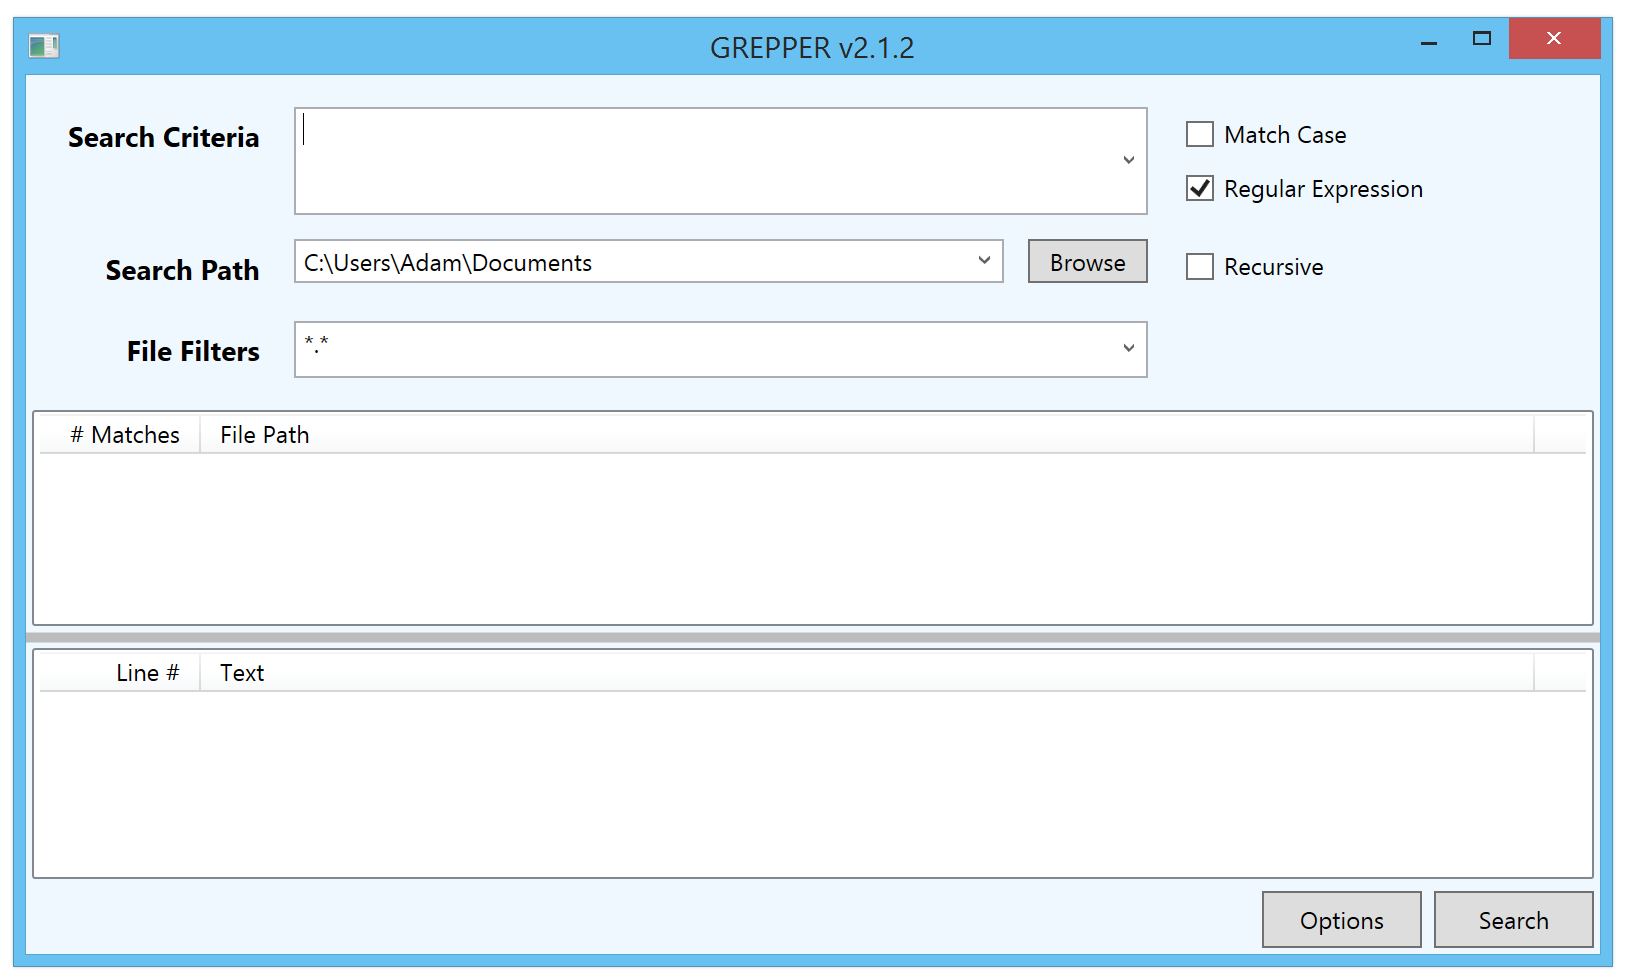 GREPPER v2.1.2
Search Criteria
Match Case
Regular Expression
Search Path C:\Users\Adam\Documents Browse Recursive
File Filters *.*
# Matches File Path
Line # Text
Options Search